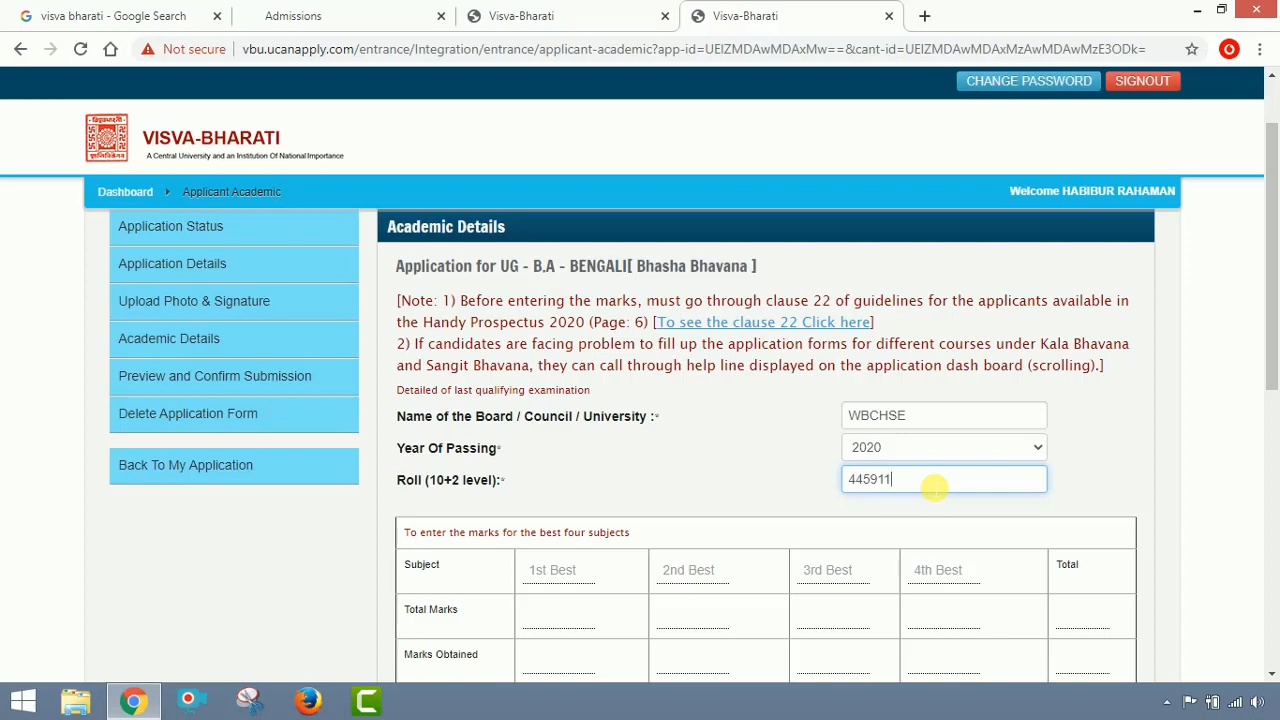 visva bharati - Google Search
Admissions
Visva-Bharati
Visva-Bharati
Not secure
vbu.ucanapply.com/entrance/Integration/entrance/applicant-academic?app-id=UElZMDAwMDAxMw==&cant-id=UElZMDAwMDAxMzAwMDAwMzE3ODk=
CHANGE PASSWORD
SIGNOUT
VISVA-BHARATI
A Central University and an Institution Of National Importance
Dashboard
Applicant Academic
Welcome HABIBUR RAHAMAN
Application Status
Application Details
Upload Photo & Signature
Academic Details
Preview and Confirm Submission
Delete Application Form
Back To My Application
Academic Details
Application for UG - B.A - BENGALI[ Bhasha Bhavana ]
[Note: 1) Before entering the marks, must go through clause 22 of guidelines for the applicants available in
the Handy Prospectus 2020 (Page: 6) [To see the clause 22 Click here]
2) If candidates are facing problem to fill up the application forms for different courses under Kala Bhavana
and Sangit Bhavana, they can call through help line displayed on the application dash board (scrolling).]
Detailed of last qualifying examination
Name of the Board / Council / University :*
WBCHSE
Year Of Passing*
2020
Roll (10+2 level):*
445911
To enter the marks for the best four subjects
Subject
1st Best
2nd Best
3rd Best
4th Best
Total
Total Marks
Marks Obtained